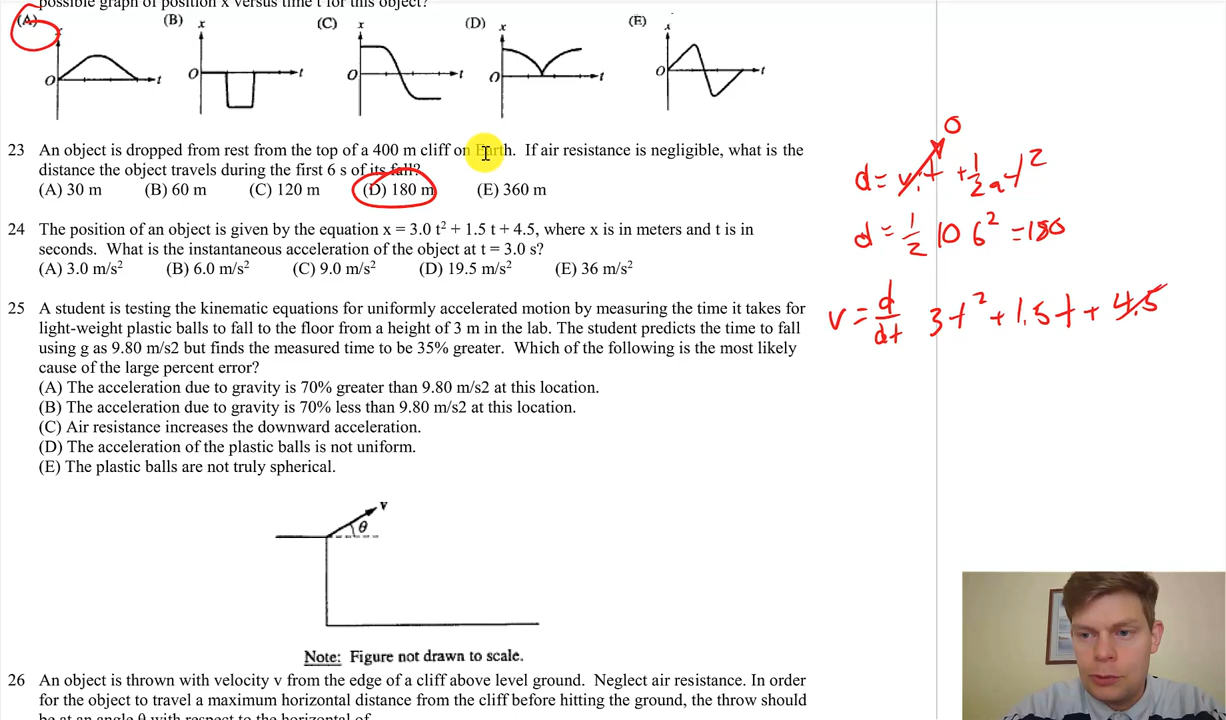 possible graph of position x versus time t for this object?
(A) (B) x (C) x (D) x (E) x
x
O t O t O t O t O t
23 An object is dropped from rest from the top of a 400 m cliff on Earth. If air resistance is negligible, what is the
distance the object travels during the first 6 s of its fall?
(A) 30 m (B) 60 m (C) 120 m (D) 180 m (E) 360 m
24 The position of an object is given by the equation x = 3.0 t² + 1.5 t + 4.5, where x is in meters and t is in
seconds. What is the instantaneous acceleration of the object at t = 3.0 s?
(A) 3.0 m/s² (B) 6.0 m/s² (C) 9.0 m/s² (D) 19.5 m/s² (E) 36 m/s²
25 A student is testing the kinematic equations for uniformly accelerated motion by measuring the time it takes for
light-weight plastic balls to fall to the floor from a height of 3 m in the lab. The student predicts the time to fall
using g as 9.80 m/s2 but finds the measured time to be 35% greater. Which of the following is the most likely
cause of the large percent error?
(A) The acceleration due to gravity is 70% greater than 9.80 m/s2 at this location.
(B) The acceleration due to gravity is 70% less than 9.80 m/s2 at this location.
(C) Air resistance increases the downward acceleration.
(D) The acceleration of the plastic balls is not uniform.
(E) The plastic balls are not truly spherical.
v
θ
Note: Figure not drawn to scale.
26 An object is thrown with velocity v from the edge of a cliff above level ground. Neglect air resistance. In order
for the object to travel a maximum horizontal distance from the cliff before hitting the ground, the throw should
be at an angle θ with respect to the horizontal of
0
d = vᵢt + ½at²
d = ½ 10 6² = 180
v = d/dt 3t² + 1.5t + 4.5